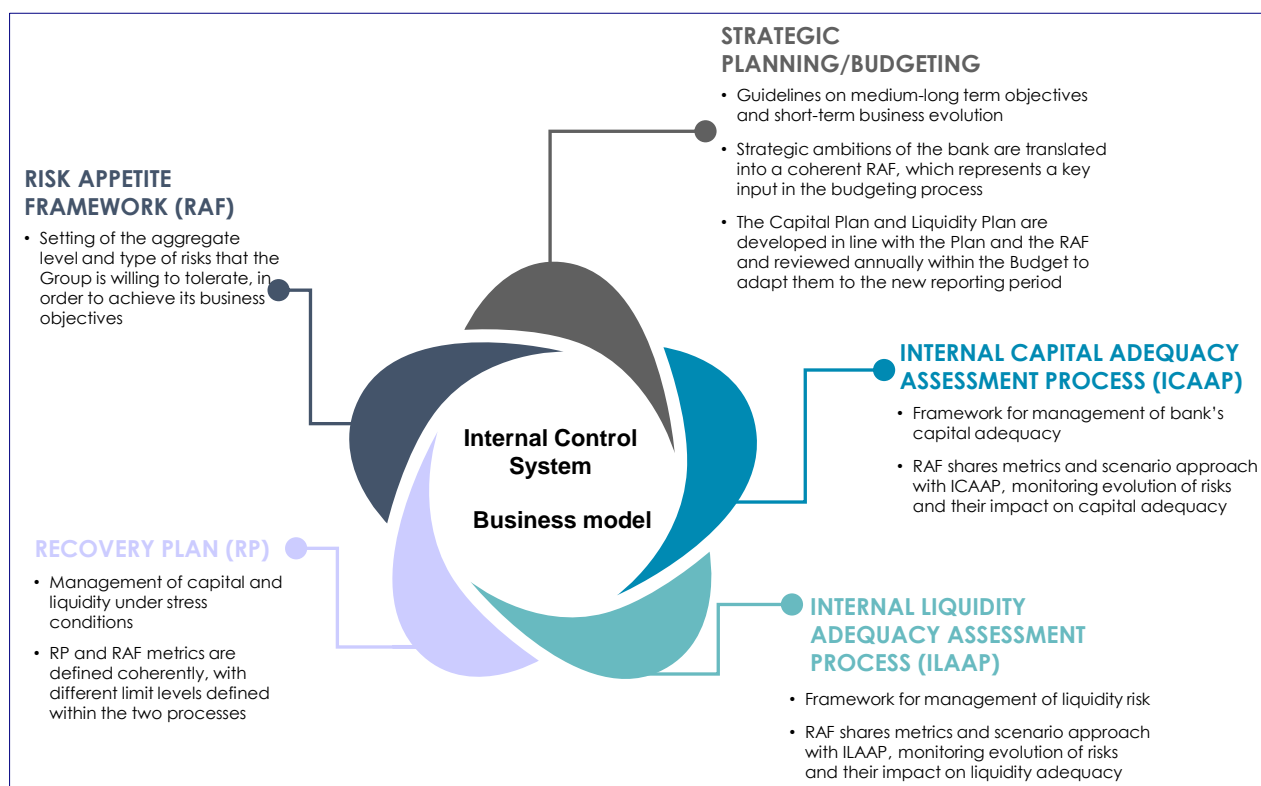 STRATEGIC
PLANNING/BUDGETING
• Guidelines on medium-long term objectives
and short-term business evolution
• Strategic ambitions of the bank are translated
into a coherent RAF, which represents a key
input in the budgeting process
• The Capital Plan and Liquidity Plan are
developed in line with the Plan and the RAF
and reviewed annually within the Budget to
adapt them to the new reporting period
RISK APPETITE
FRAMEWORK (RAF)
• Setting of the aggregate
level and type of risks that the
Group is willing to tolerate, in
order to achieve its business
objectives
INTERNAL CAPITAL ADEQUACY
ASSESSMENT PROCESS (ICAAP)
• Framework for management of bank's
capital adequacy
• RAF shares metrics and scenario approach
with ICAAP, monitoring evolution of risks
and their impact on capital adequacy
Internal Control
System
Business model
RECOVERY PLAN (RP)
• Management of capital and
liquidity under stress
conditions
• RP and RAF metrics are
defined coherently, with
different limit levels defined
within the two processes
INTERNAL LIQUIDITY
ADEQUACY ASSESSMENT
PROCESS (ILAAP)
• Framework for management of liquidity risk
• RAF shares metrics and scenario approach
with ILAAP, monitoring evolution of risks
and their impact on liquidity adequacy